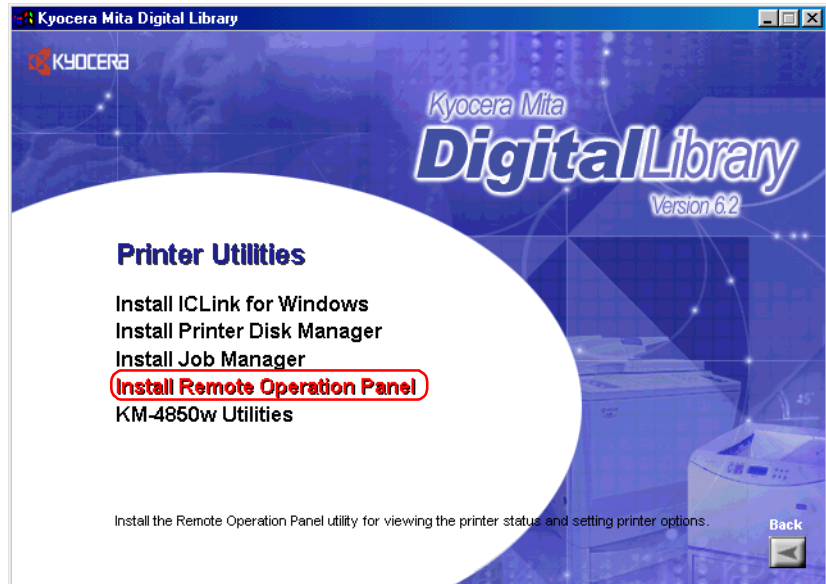 Kyocera Mita Digital Library
KYOCERA
Kyocera Mita
DigitalLibrary
Version 6.2
Printer Utilities
Install ICLink for Windows
Install Printer Disk Manager
Install Job Manager
Install Remote Operation Panel
KM-4850w Utilities
Install the Remote Operation Panel utility for viewing the printer status and setting printer options.
Back